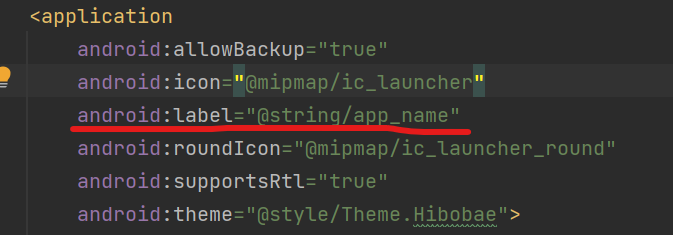 <application
android:allowBackup="true"
android:icon="@mipmap/ic_launcher"
android:label="@string/app_name"
android:roundIcon="@mipmap/ic_launcher_round"
android:supportsRtl="true"
android:theme="@style/Theme.Hibobae">